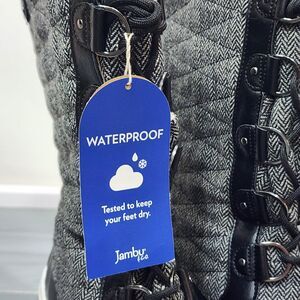 WATERPROOF
Tested to keep
your feet dry.
Jambu